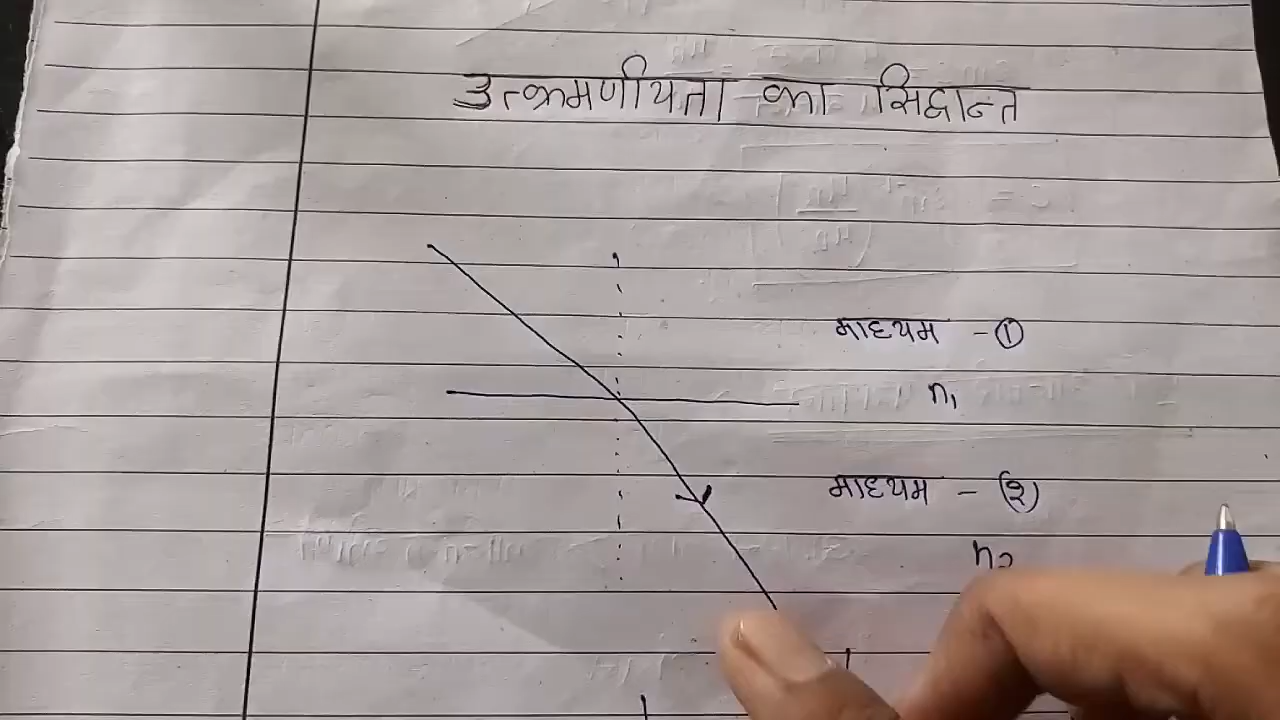 उत्क्रमणीयता का सिद्धान्त
माध्यम - ①
n₁
माध्यम - (२)
n₂